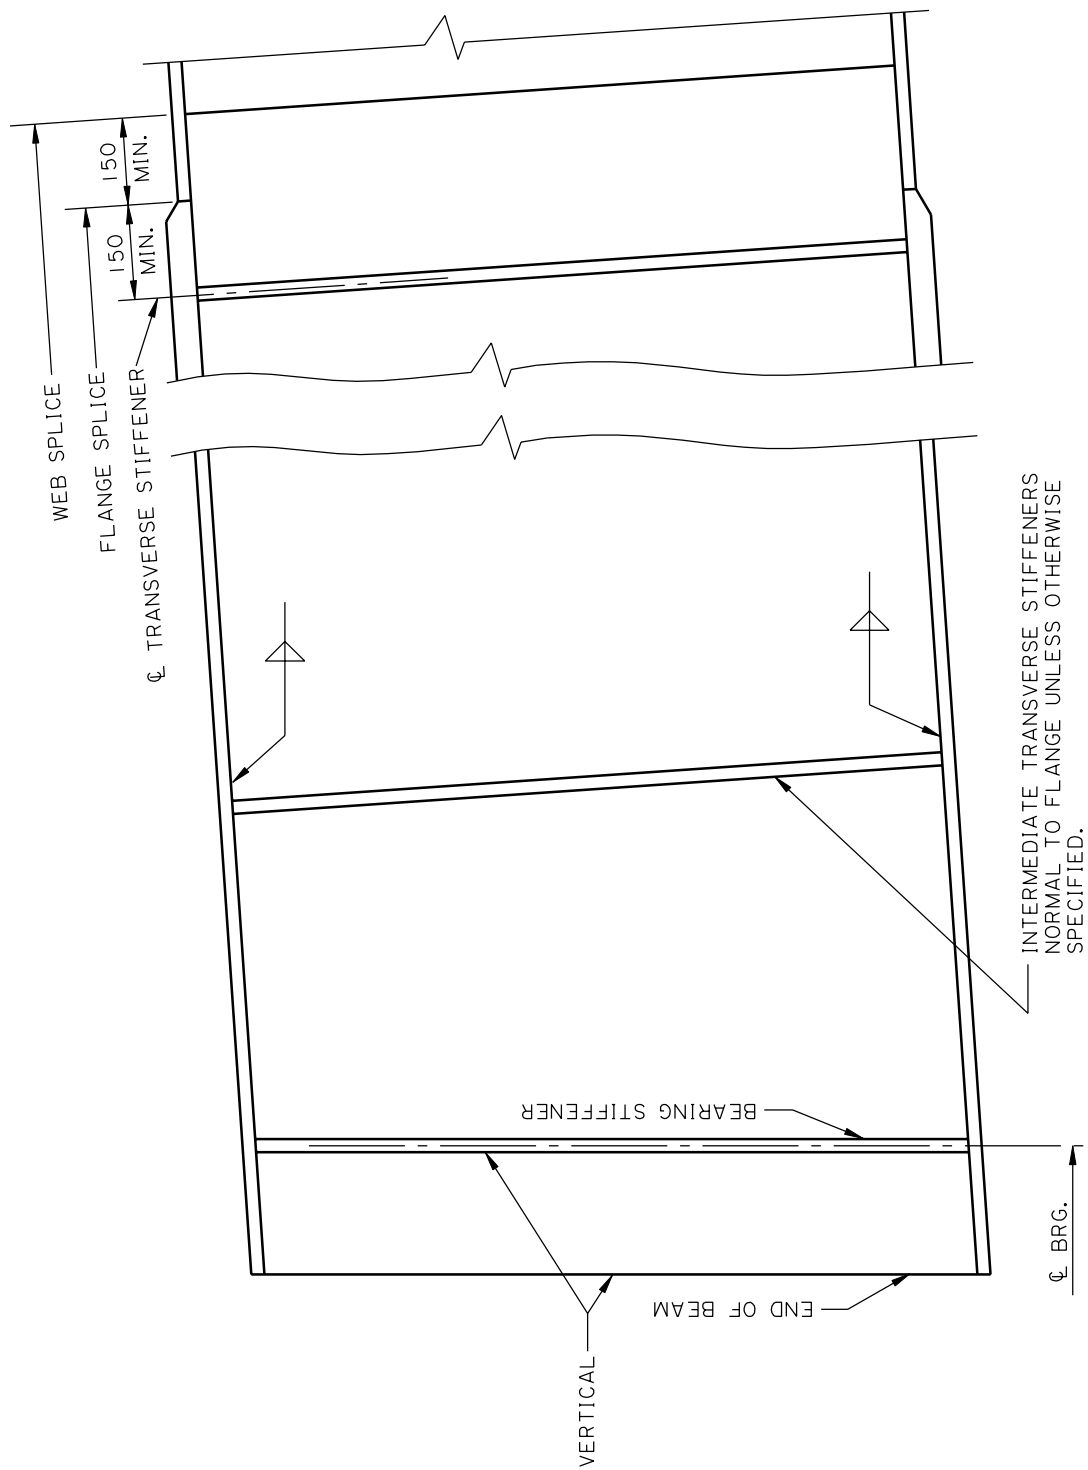 WEB SPLICE
FLANGE SPLICE
℄ TRANSVERSE STIFFENER
150
MIN.
150
MIN.
INTERMEDIATE TRANSVERSE STIFFENERS
NORMAL TO FLANGE UNLESS OTHERWISE
SPECIFIED.
BEARING STIFFENER
END OF BEAM
VERTICAL
℄ BRG.